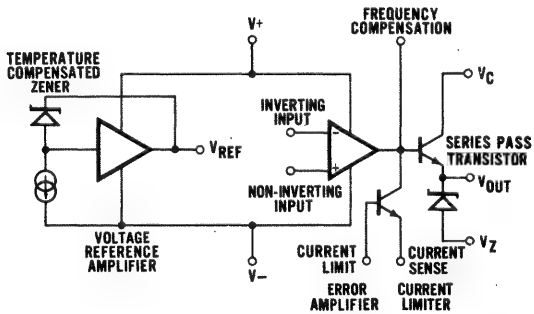 FREQUENCY
COMPENSATION
V+
TEMPERATURE
COMPENSATED
ZENER
VC
INVERTING
INPUT
-
VREF
SERIES PASS
TRANSISTOR
+
NON-INVERTING
INPUT
VOUT
VOLTAGE
REFERENCE
AMPLIFIER
V-
CURRENT
LIMIT
CURRENT
SENSE
VZ
ERROR
AMPLIFIER
CURRENT
LIMITER